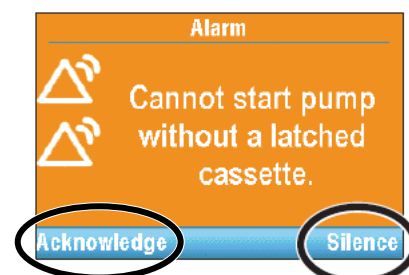 Alarm
Cannot start pump
without a latched
cassette.
Acknowledge Silence